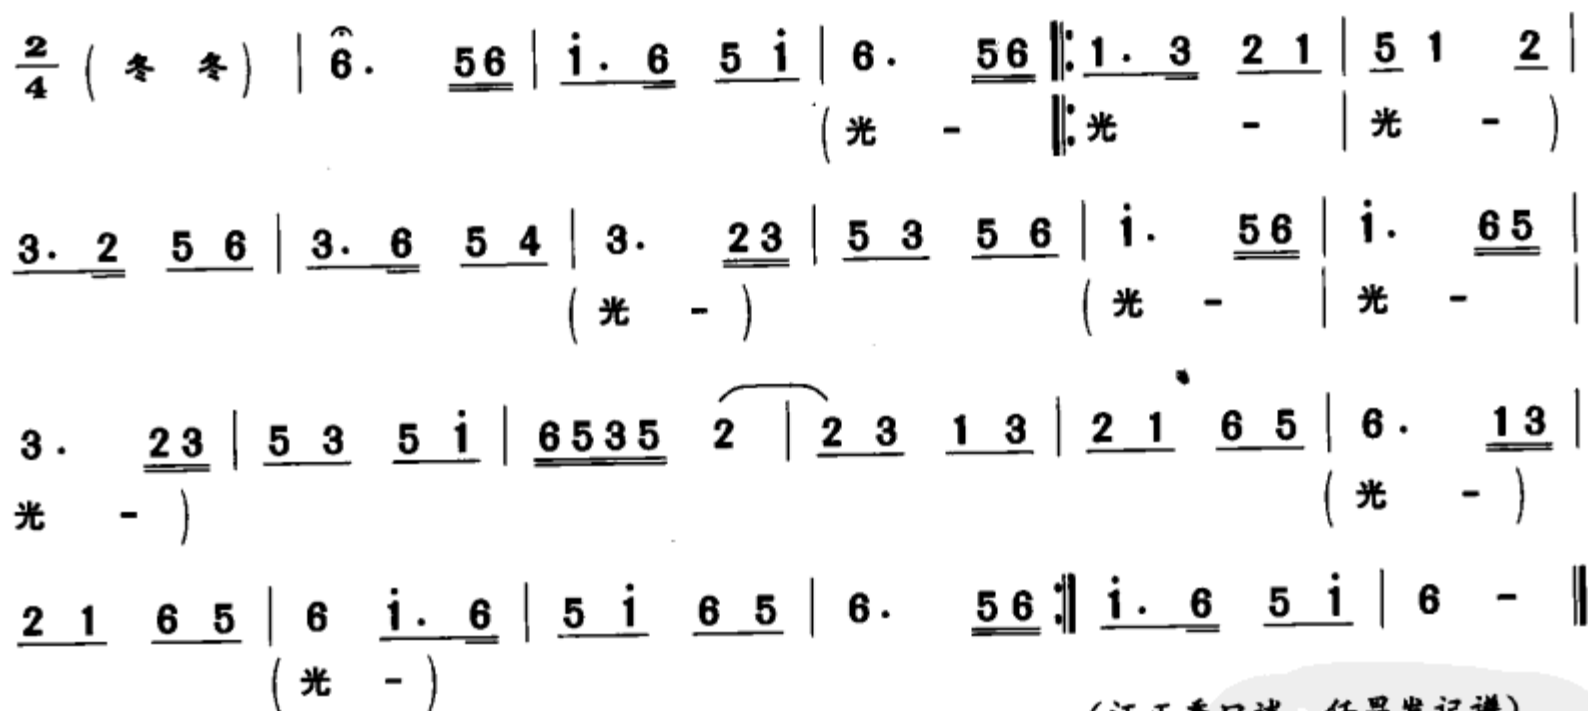 2/4 ( 冬 冬 ) | 6. 56 | i. 6 5 i | 6. 56 ‖: 1. 3 2 1 | 5 1 2 |
( 光 - ‖: 光 - | 光 - )
3. 2 5 6 | 3. 6 5 4 | 3. 23 | 5 3 5 6 | i. 56 | i. 65 |
( 光 - ) ( 光 - | 光 - |
3. 23 | 5 3 5 i | 6535 2 | 2 3 1 3 | 2 1 6 5 | 6. 13 |
光 - ) ( 光 - )
2 1 6 5 | 6 i. 6 | 5 i 6 5 | 6. 56 :‖ i. 6 5 i | 6 - ‖
( 光 - )